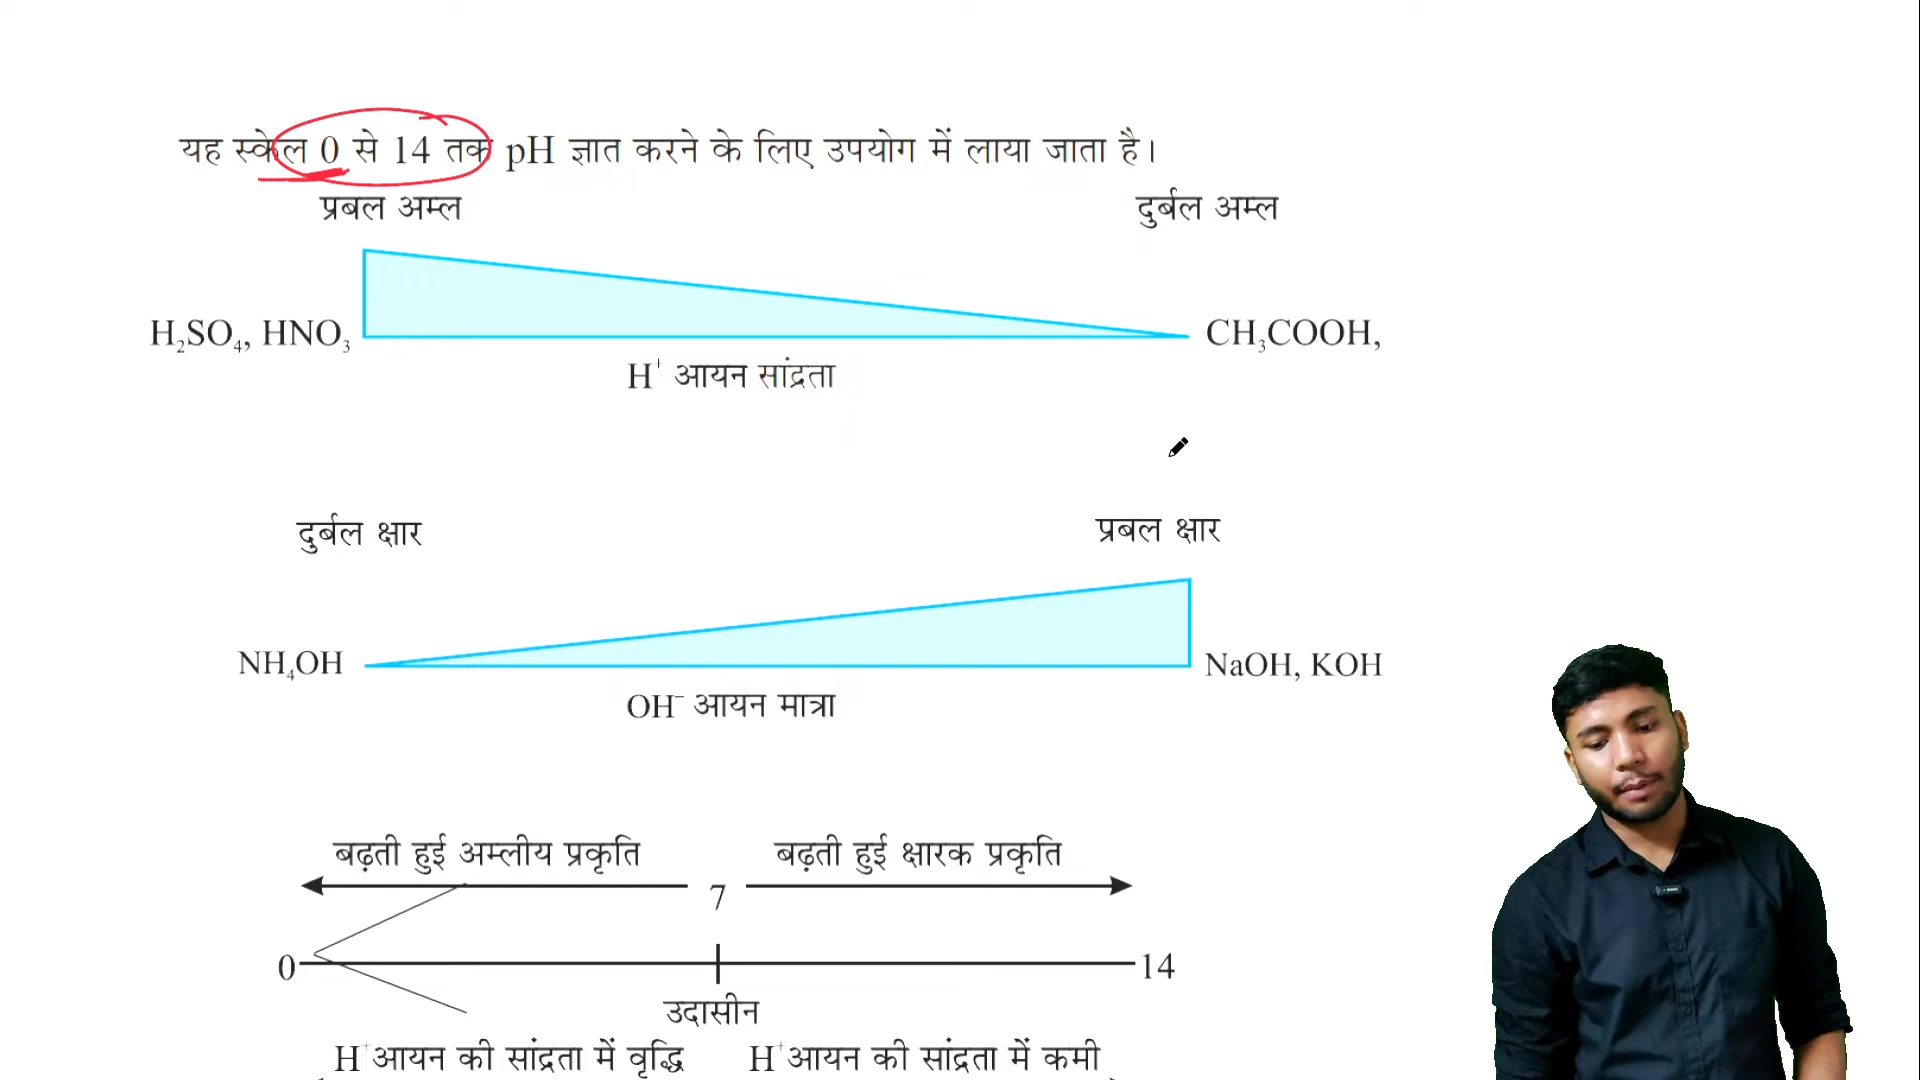 यह स्केल 0 से 14 तक pH ज्ञात करने के लिए उपयोग में लाया जाता है।
प्रबल अम्ल दुर्बल अम्ल
H₂SO₄, HNO₃ CH₃COOH,
H⁺ आयन सांद्रता
दुर्बल क्षार प्रबल क्षार
NH₄OH NaOH, KOH
OH⁻ आयन मात्रा
बढ़ती हुई अम्लीय प्रकृति बढ़ती हुई क्षारक प्रकृति
7
0 14
उदासीन
H⁺आयन की सांद्रता में वृद्धि H⁺आयन की सांद्रता में कमी